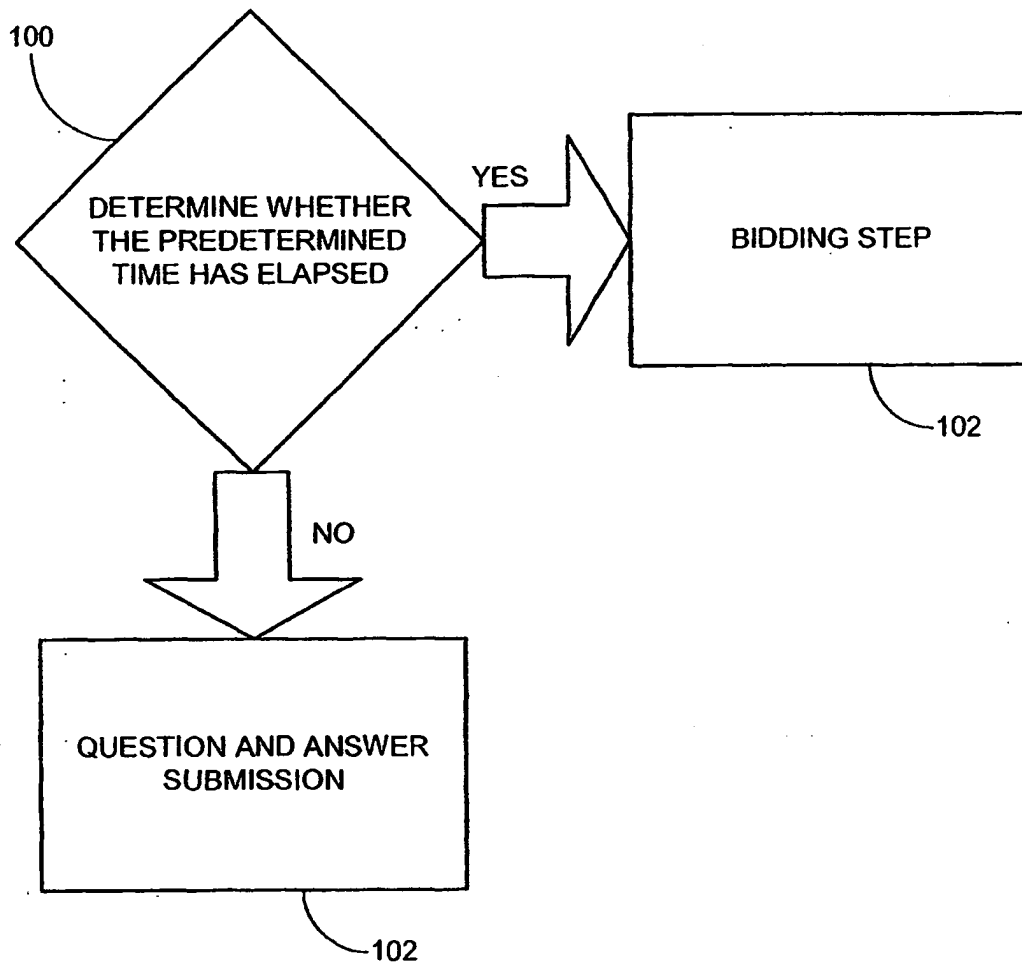 100
DETERMINE WHETHER
THE PREDETERMINED
TIME HAS ELAPSED
YES
BIDDING STEP
102
NO
QUESTION AND ANSWER
SUBMISSION
102